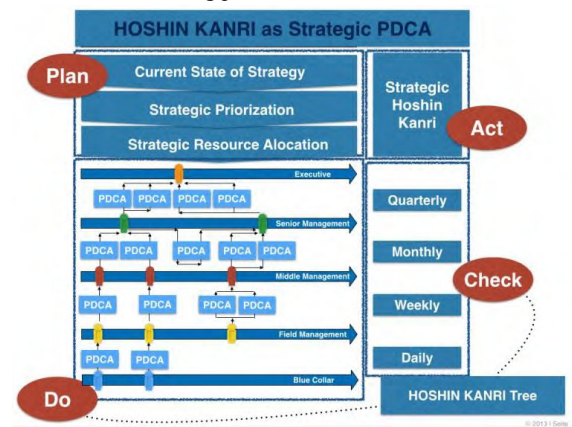 HOSHIN KANRI as Strategic PDCA
Plan
Current State of Strategy
Strategic Priorization
Strategic Resource Alocation
Strategic
Hoshin
Kanri
Act
Executive
PDCA PDCA PDCA PDCA
Senior Management
PDCA PDCA PDCA PDCA PDCA
Middle Management
PDCA PDCA PDCA PDCA
Field Management
PDCA PDCA
Blue Collar
Do
Quarterly
Monthly
Check
Weekly
Daily
HOSHIN KANRI Tree
© 2013 I Seite